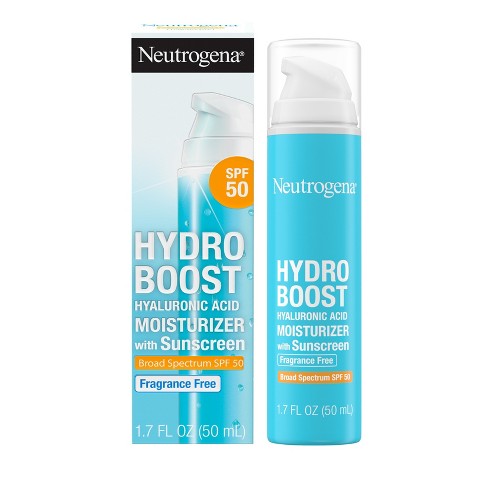 Neutrogena®
SPF
50
HYDRO
BOOST
HYALURONIC ACID
MOISTURIZER
with Sunscreen
Broad Spectrum SPF 50
Fragrance Free
1.7 FL OZ (50 mL)
Neutrogena®
HYDRO
BOOST
HYALURONIC ACID
MOISTURIZER
with Sunscreen
Fragrance Free
Broad Spectrum SPF 50
1.7 FL OZ (50 mL)